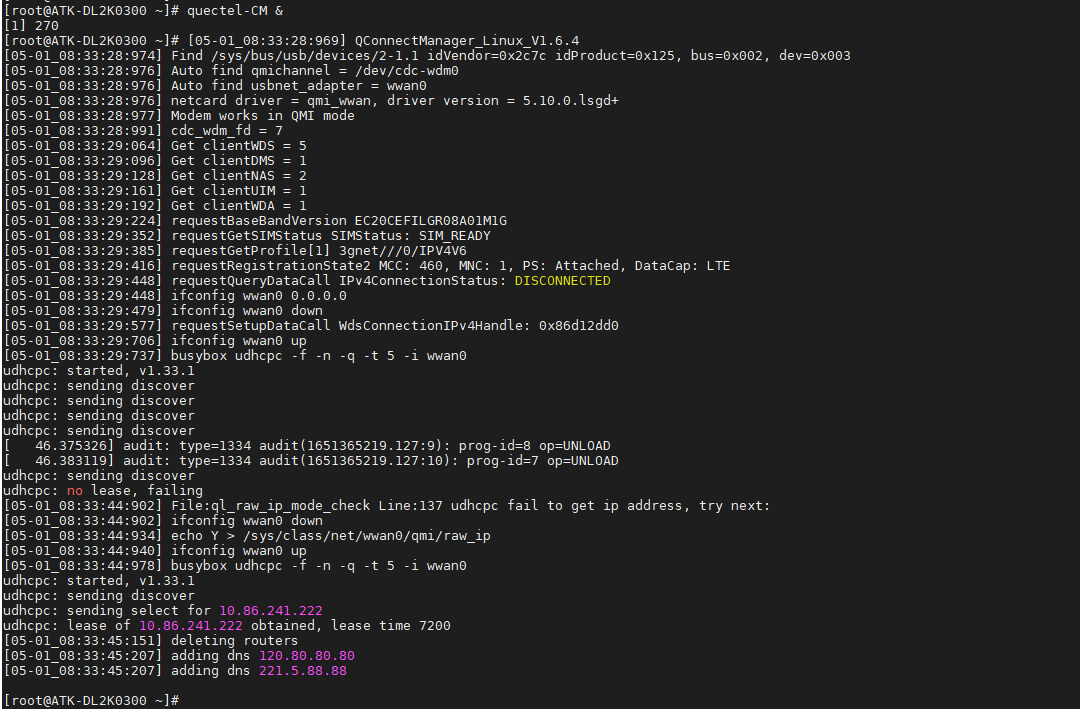 [root@ATK-DL2K0300 ~]# quectel-CM &
[1] 270
[root@ATK-DL2K0300 ~]# [05-01_08:33:28:969] QConnectManager_Linux_V1.6.4
[05-01_08:33:28:974] Find /sys/bus/usb/devices/2-1.1 idVendor=0x2c7c idProduct=0x125, bus=0x002, dev=0x003
[05-01_08:33:28:976] Auto find qmichannel = /dev/cdc-wdm0
[05-01_08:33:28:976] Auto find usbnet_adapter = wwan0
[05-01_08:33:28:976] netcard driver = qmi_wwan, driver version = 5.10.0.lsgd+
[05-01_08:33:28:977] Modem works in QMI mode
[05-01_08:33:28:991] cdc_wdm_fd = 7
[05-01_08:33:29:064] Get clientWDS = 5
[05-01_08:33:29:096] Get clientDMS = 1
[05-01_08:33:29:128] Get clientNAS = 2
[05-01_08:33:29:161] Get clientUIM = 1
[05-01_08:33:29:192] Get clientWDA = 1
[05-01_08:33:29:224] requestBaseBandVersion EC20CEFILGR08A01M1G
[05-01_08:33:29:352] requestGetSIMStatus SIMStatus: SIM_READY
[05-01_08:33:29:385] requestGetProfile[1] 3gnet///0/IPV4V6
[05-01_08:33:29:416] requestRegistrationState2 MCC: 460, MNC: 1, PS: Attached, DataCap: LTE
[05-01_08:33:29:448] requestQueryDataCall IPv4ConnectionStatus: DISCONNECTED
[05-01_08:33:29:448] ifconfig wwan0 0.0.0.0
[05-01_08:33:29:479] ifconfig wwan0 down
[05-01_08:33:29:577] requestSetupDataCall WdsConnectionIPv4Handle: 0x86d12dd0
[05-01_08:33:29:706] ifconfig wwan0 up
[05-01_08:33:29:737] busybox udhcpc -f -n -q -t 5 -i wwan0
udhcpc: started, v1.33.1
udhcpc: sending discover
udhcpc: sending discover
udhcpc: sending discover
udhcpc: sending discover
[   46.375326] audit: type=1334 audit(1651365219.127:9): prog-id=8 op=UNLOAD
[   46.383119] audit: type=1334 audit(1651365219.127:10): prog-id=7 op=UNLOAD
udhcpc: sending discover
udhcpc: no lease, failing
[05-01_08:33:44:902] File:ql_raw_ip_mode_check Line:137 udhcpc fail to get ip address, try next:
[05-01_08:33:44:902] ifconfig wwan0 down
[05-01_08:33:44:934] echo Y > /sys/class/net/wwan0/qmi/raw_ip
[05-01_08:33:44:940] ifconfig wwan0 up
[05-01_08:33:44:978] busybox udhcpc -f -n -q -t 5 -i wwan0
udhcpc: started, v1.33.1
udhcpc: sending discover
udhcpc: sending select for 10.86.241.222
udhcpc: lease of 10.86.241.222 obtained, lease time 7200
[05-01_08:33:45:151] deleting routers
[05-01_08:33:45:207] adding dns 120.80.80.80
[05-01_08:33:45:207] adding dns 221.5.88.88
[root@ATK-DL2K0300 ~]#